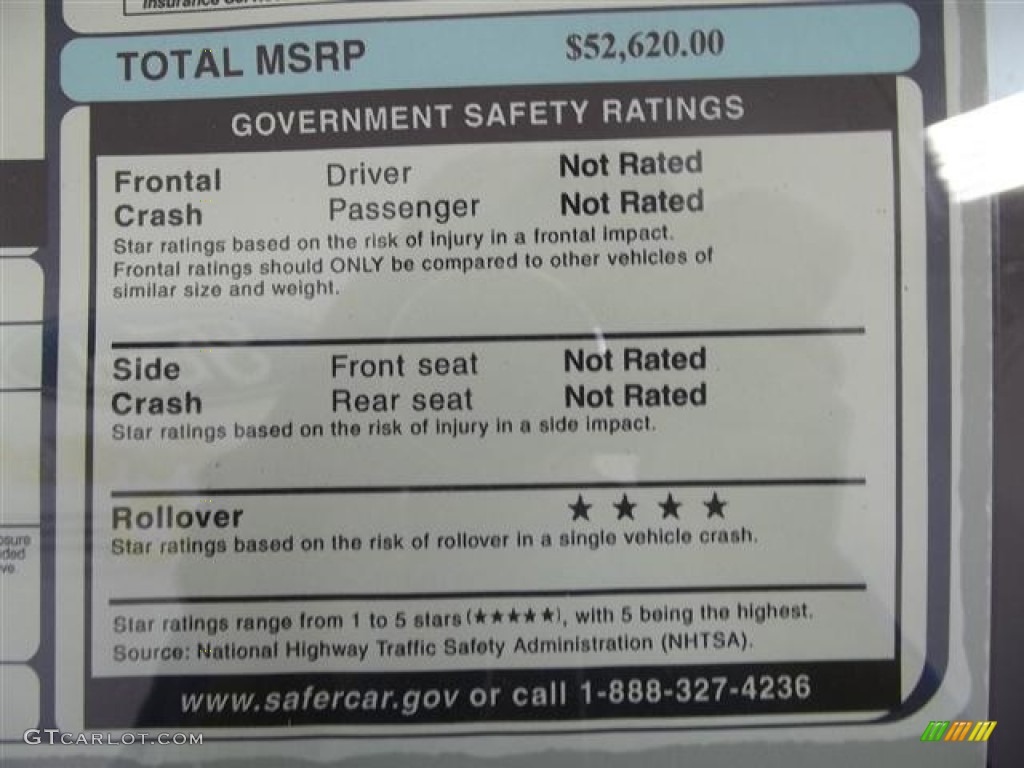 Insurance
TOTAL MSRP $52,620.00
GOVERNMENT SAFETY RATINGS
Frontal Driver Not Rated
Crash Passenger Not Rated
Star ratings based on the risk of injury in a frontal impact.
Frontal ratings should ONLY be compared to other vehicles of
similar size and weight.
Side Front seat Not Rated
Crash Rear seat Not Rated
Star ratings based on the risk of injury in a side impact.
Rollover ★ ★ ★ ★
Star ratings based on the risk of rollover in a single vehicle crash.
Star ratings range from 1 to 5 stars (★★★★★), with 5 being the highest.
Source: National Highway Traffic Safety Administration (NHTSA).
www.safercar.gov or call 1-888-327-4236
GTCARLOT.COM